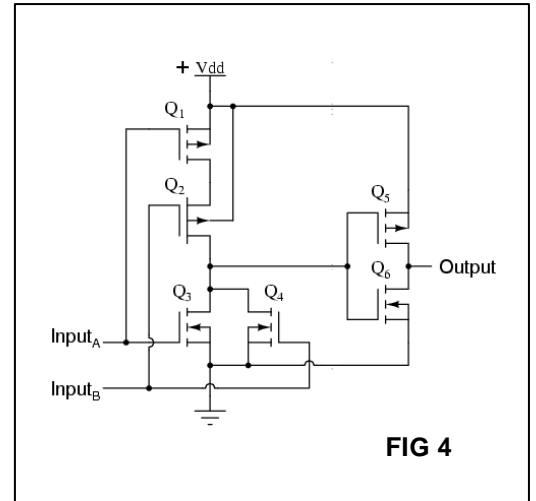 + Vdd
Q1
Q2
Q5
Q6
Output
Q3
Q4
InputA
InputB
FIG 4